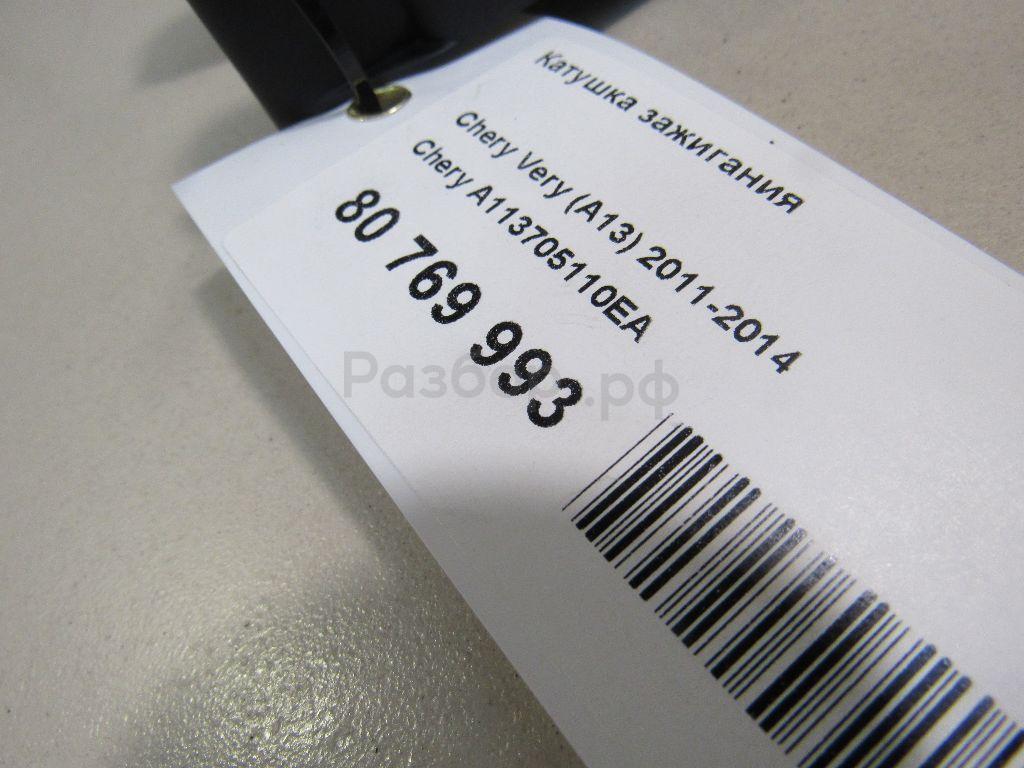 Катушка зажигания
Chery Very (A13) 2011-2014
Chery A113705110EA
80 769 993